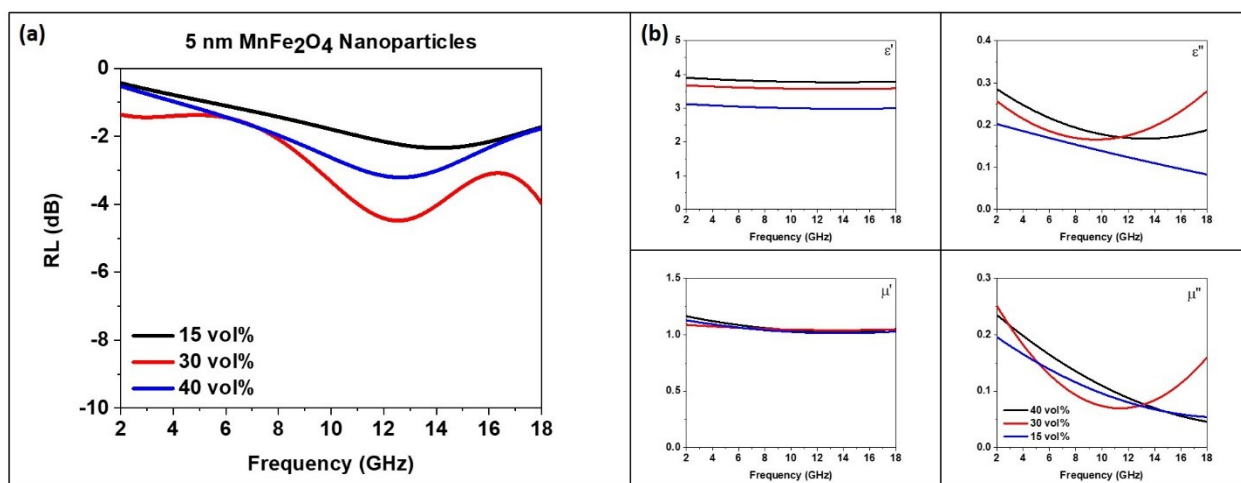 (a)
5 nm MnFe2O4 Nanoparticles
0
-2
-4
-6
-8
-10
RL (dB)
15 vol%
30 vol%
40 vol%
2 4 6 8 10 12 14 16 18
Frequency (GHz)
(b)
ε'
5
4
3
2
1
0
2 4 6 8 10 12 14 16 18
Frequency (GHz)
ε"
0.4
0.3
0.2
0.1
0.0
2 4 6 8 10 12 14 16 18
Frequency (GHz)
μ'
1.5
1.0
0.5
0.0
2 4 6 8 10 12 14 16 18
Frequency (GHz)
μ"
0.3
0.2
0.1
0.0
40 vol%
30 vol%
15 vol%
2 4 6 8 10 12 14 16 18
Frequency (GHz)